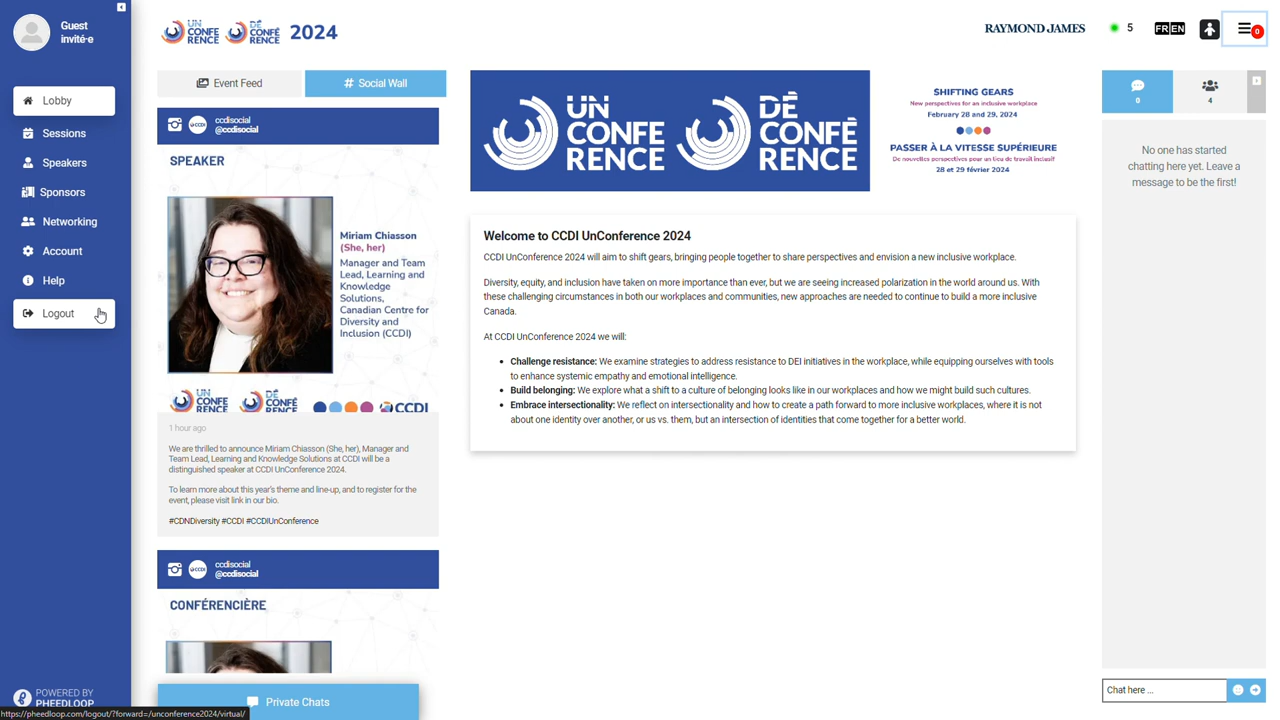 Guest
invité·e
Lobby
Sessions
Speakers
Sponsors
Networking
Account
Help
Logout
POWERED BY
PHEEDLOOP
https://pheedloop.com/logout/?forward=/unconference2024/virtual/
UN
CONFE
RENCE
DÉ
CONFÉ
RENCE
2024
RAYMOND JAMES
5
FR EN
0
Event Feed
# Social Wall
ccdisocial
@ccdisocial
SPEAKER
Miriam Chiasson
(She, her)
Manager and Team
Lead, Learning and
Knowledge
Solutions,
Canadian Centre for
Diversity and
Inclusion (CCDI)
UN
CONFE
RENCE
DÉ
CONFÉ
RENCE
CCDI
1 hour ago
We are thrilled to announce Miriam Chiasson (She, her), Manager and
Team Lead, Learning and Knowledge Solutions at CCDI will be a
distinguished speaker at CCDI UnConference 2024.
To learn more about this year's theme and line-up, and to register for the
event, please visit link in our bio.
#CDNDiversity #CCDI #CCDIUnConference
ccdisocial
@ccdisocial
CONFÉRENCIÈRE
Private Chats
UN
CONFE
RENCE
DÉ
CONFÉ
RENCE
SHIFTING GEARS
New perspectives for an inclusive workplace
February 28 and 29, 2024
PASSER À LA VITESSE SUPÉRIEURE
De nouvelles perspectives pour un lieu de travail inclusif
28 et 29 février 2024
Welcome to CCDI UnConference 2024
CCDI UnConference 2024 will aim to shift gears, bringing people together to share perspectives and envision a new inclusive workplace.
Diversity, equity, and inclusion have taken on more importance than ever, but we are seeing increased polarization in the world around us. With
these challenging circumstances in both our workplaces and communities, new approaches are needed to continue to build a more inclusive
Canada.
At CCDI UnConference 2024 we will:
• Challenge resistance: We examine strategies to address resistance to DEI initiatives in the workplace, while equipping ourselves with tools
to enhance systemic empathy and emotional intelligence.
• Build belonging: We explore what a shift to a culture of belonging looks like in our workplaces and how we might build such cultures.
• Embrace intersectionality: We reflect on intersectionality and how to create a path forward to more inclusive workplaces, where it is not
about one identity over another, or us vs. them, but an intersection of identities that come together for a better world.
0
4
No one has started
chatting here yet. Leave a
message to be the first!
Chat here ...